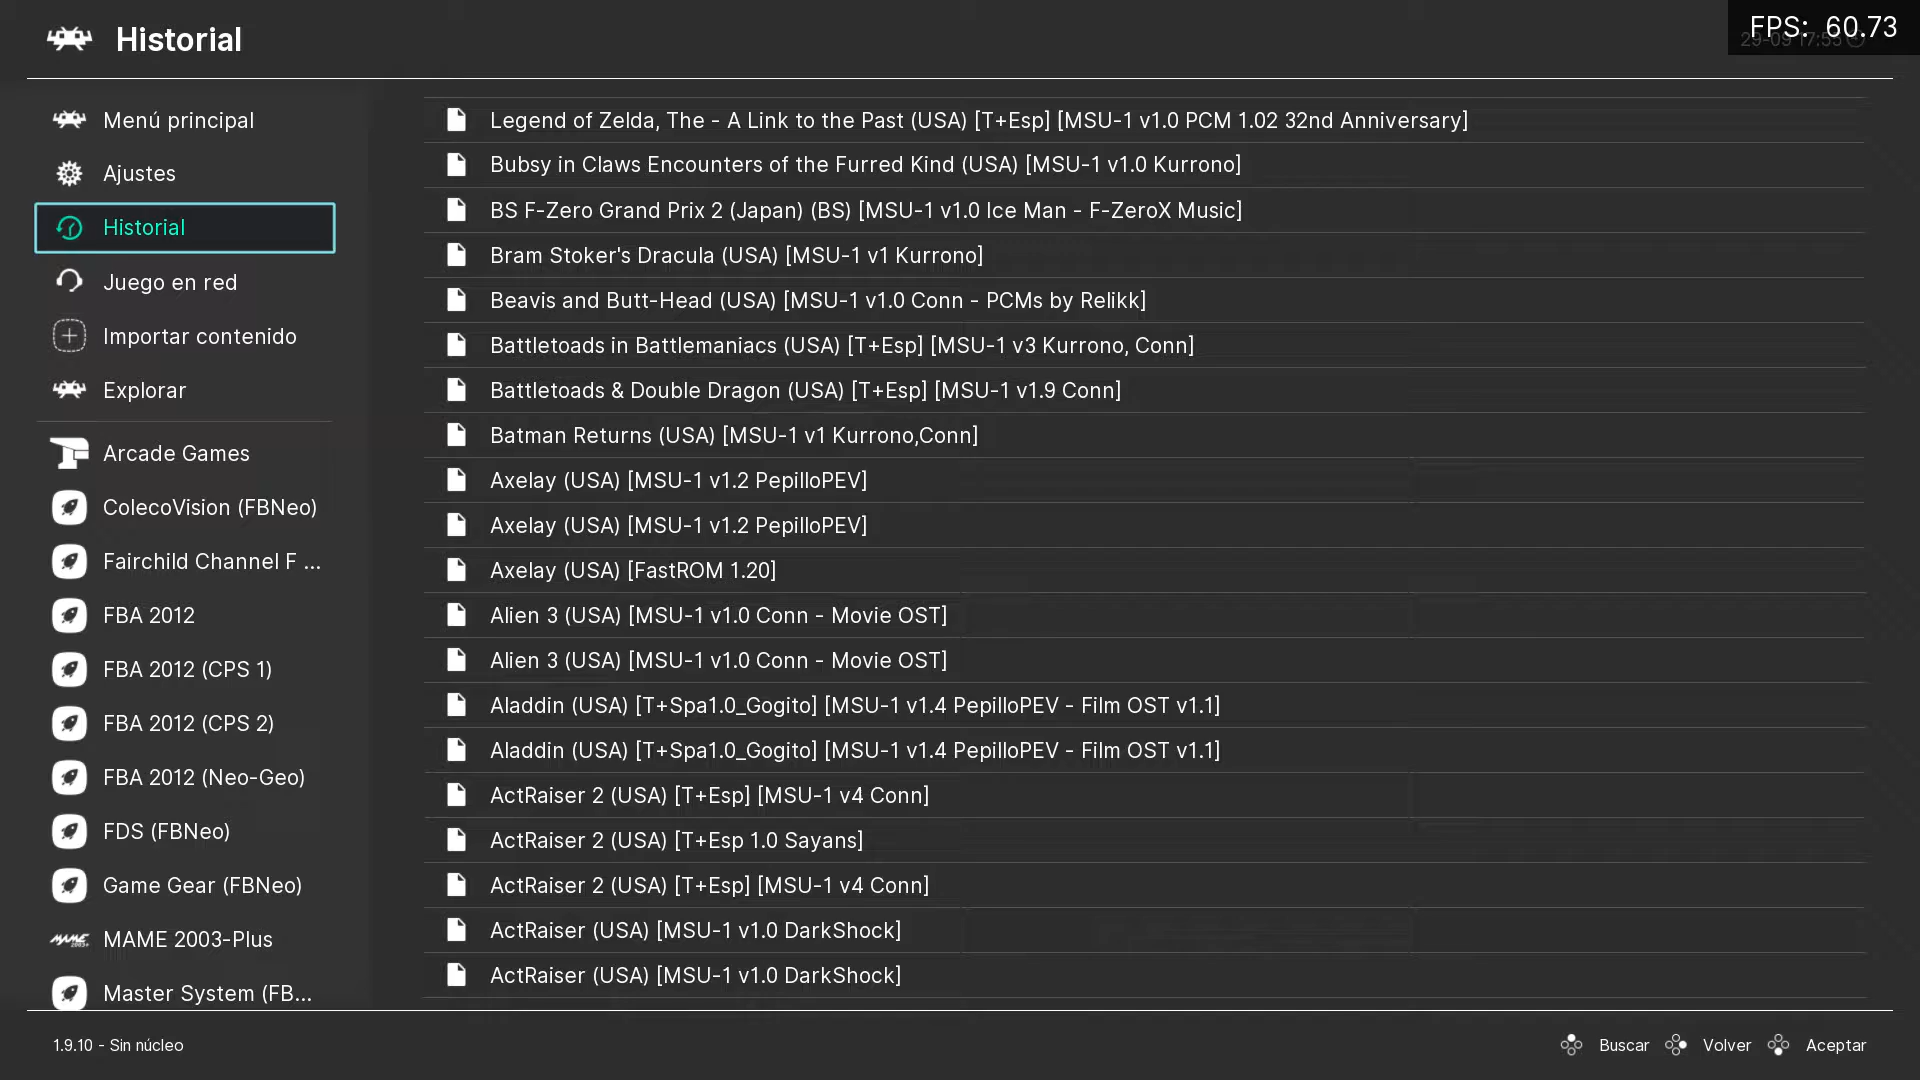 Historial
FPS: 60.73
29-09 17:55
Menú principal
Ajustes
Historial
Juego en red
Importar contenido
Explorar
Arcade Games
ColecoVision (FBNeo)
Fairchild Channel F ...
FBA 2012
FBA 2012 (CPS 1)
FBA 2012 (CPS 2)
FBA 2012 (Neo-Geo)
FDS (FBNeo)
Game Gear (FBNeo)
MAME 2003-Plus
Master System (FB...
Legend of Zelda, The - A Link to the Past (USA) [T+Esp] [MSU-1 v1.0 PCM 1.02 32nd Anniversary]
Bubsy in Claws Encounters of the Furred Kind (USA) [MSU-1 v1.0 Kurrono]
BS F-Zero Grand Prix 2 (Japan) (BS) [MSU-1 v1.0 Ice Man - F-ZeroX Music]
Bram Stoker's Dracula (USA) [MSU-1 v1 Kurrono]
Beavis and Butt-Head (USA) [MSU-1 v1.0 Conn - PCMs by Relikk]
Battletoads in Battlemaniacs (USA) [T+Esp] [MSU-1 v3 Kurrono, Conn]
Battletoads & Double Dragon (USA) [T+Esp] [MSU-1 v1.9 Conn]
Batman Returns (USA) [MSU-1 v1 Kurrono,Conn]
Axelay (USA) [MSU-1 v1.2 PepilloPEV]
Axelay (USA) [MSU-1 v1.2 PepilloPEV]
Axelay (USA) [FastROM 1.20]
Alien 3 (USA) [MSU-1 v1.0 Conn - Movie OST]
Alien 3 (USA) [MSU-1 v1.0 Conn - Movie OST]
Aladdin (USA) [T+Spa1.0_Gogito] [MSU-1 v1.4 PepilloPEV - Film OST v1.1]
Aladdin (USA) [T+Spa1.0_Gogito] [MSU-1 v1.4 PepilloPEV - Film OST v1.1]
ActRaiser 2 (USA) [T+Esp] [MSU-1 v4 Conn]
ActRaiser 2 (USA) [T+Esp 1.0 Sayans]
ActRaiser 2 (USA) [T+Esp] [MSU-1 v4 Conn]
ActRaiser (USA) [MSU-1 v1.0 DarkShock]
ActRaiser (USA) [MSU-1 v1.0 DarkShock]
1.9.10 - Sin núcleo
Buscar Volver Aceptar